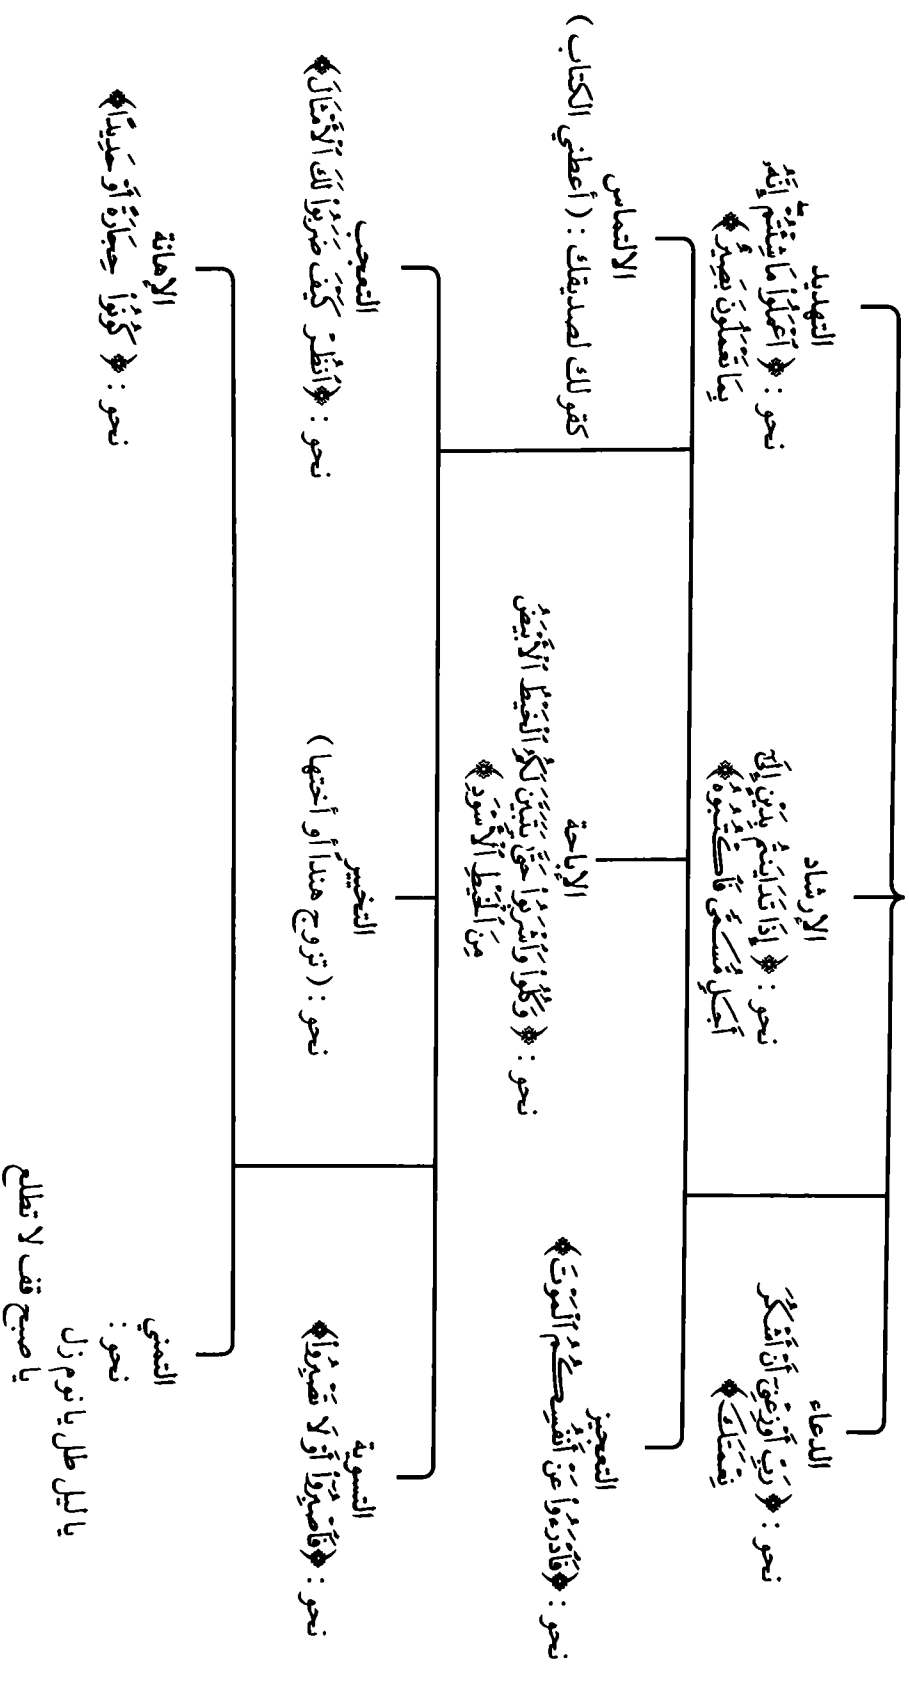 الدعاء
نحو : ﴿ رَبِّ أَوْزِعْنِىٓ أَنْ أَشْكُرَ
نِعْمَتَكَ ﴾
الإرشاد
نحو : ﴿ إِذَا تَدَايَنتُم بِدَيْنٍ إِلَىٰٓ
أَجَلٍ مُّسَمًّى فَٱكْتُبُوهُ ﴾
التهديد
نحو : ﴿ ٱعْمَلُوا۟ مَا شِئْتُمْ ۖ إِنَّهُۥ
بِمَا تَعْمَلُونَ بَصِيرٌ ﴾
التعجيز
نحو : ﴿فَٱدْرَءُوا۟ عَنْ أَنفُسِكُمُ ٱلْمَوْتَ﴾
الإباحة
نحو : ﴿ وَكُلُوا۟ وَٱشْرَبُوا۟ حَتَّىٰ يَتَبَيَّنَ لَكُمُ ٱلْخَيْطُ ٱلْأَبْيَضُ
مِنَ ٱلْخَيْطِ ٱلْأَسْوَدِ ﴾
الالتماس
كقولك لصديقك : ( أعطني الكتاب )
التسوية
نحو : ﴿فَٱصْبِرُوٓا۟ أَوْ لَا تَصْبِرُوا۟﴾
التخيير
نحو : ( تزوج هنداً أو أختها )
التعجب
نحو : ﴿ٱنظُرْ كَيْفَ ضَرَبُوا۟ لَكَ ٱلْأَمْثَالَ﴾
التمني
نحو :
يا ليل طل يا نوم زل
يا صبح قف لا تطلع
الإهانة
نحو : ﴿ كُونُوا۟ حِجَارَةً أَوْ حَدِيدًا﴾